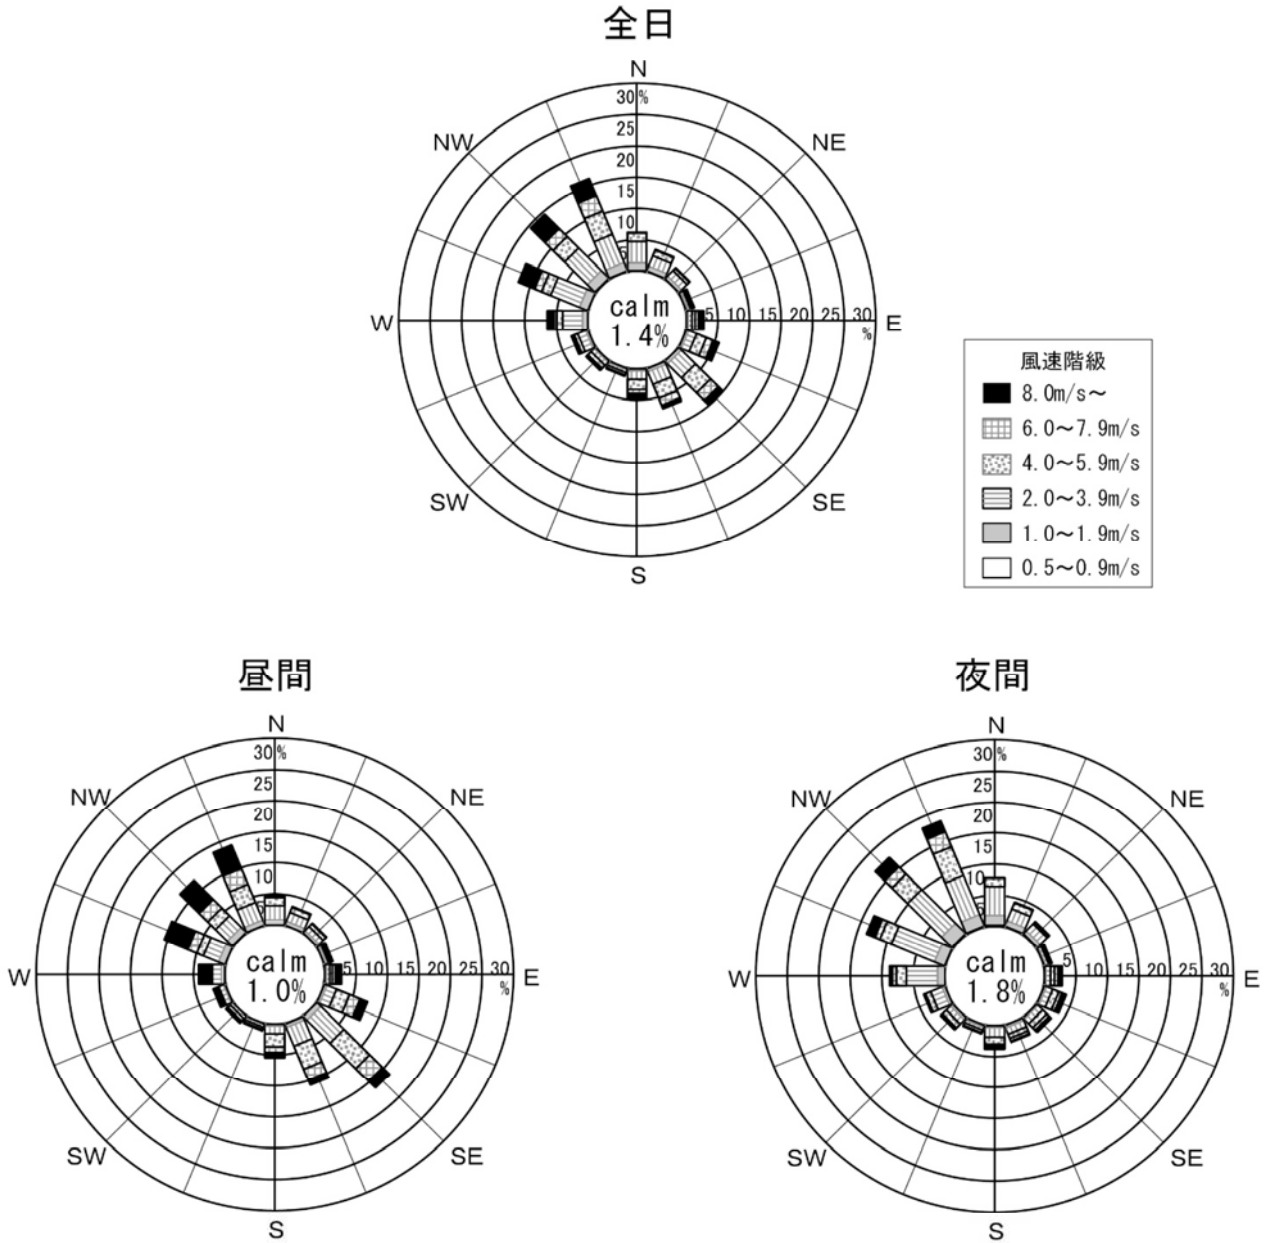 全日
N
30%
25
20
15
10
5
NW
NE
W
calm
1.4%
5 10 15 20 25 30
%
E
SW
SE
S
風速階級
8.0m/s～
6.0～7.9m/s
4.0～5.9m/s
2.0～3.9m/s
1.0～1.9m/s
0.5～0.9m/s
昼間
N
30%
25
20
15
10
NW
NE
W
calm
1.0%
5 10 15 20 25 30
%
E
SW
SE
S
夜間
N
30%
25
20
15
10
NW
NE
W
calm
1.8%
5 10 15 20 25 30
%
E
SW
SE
S